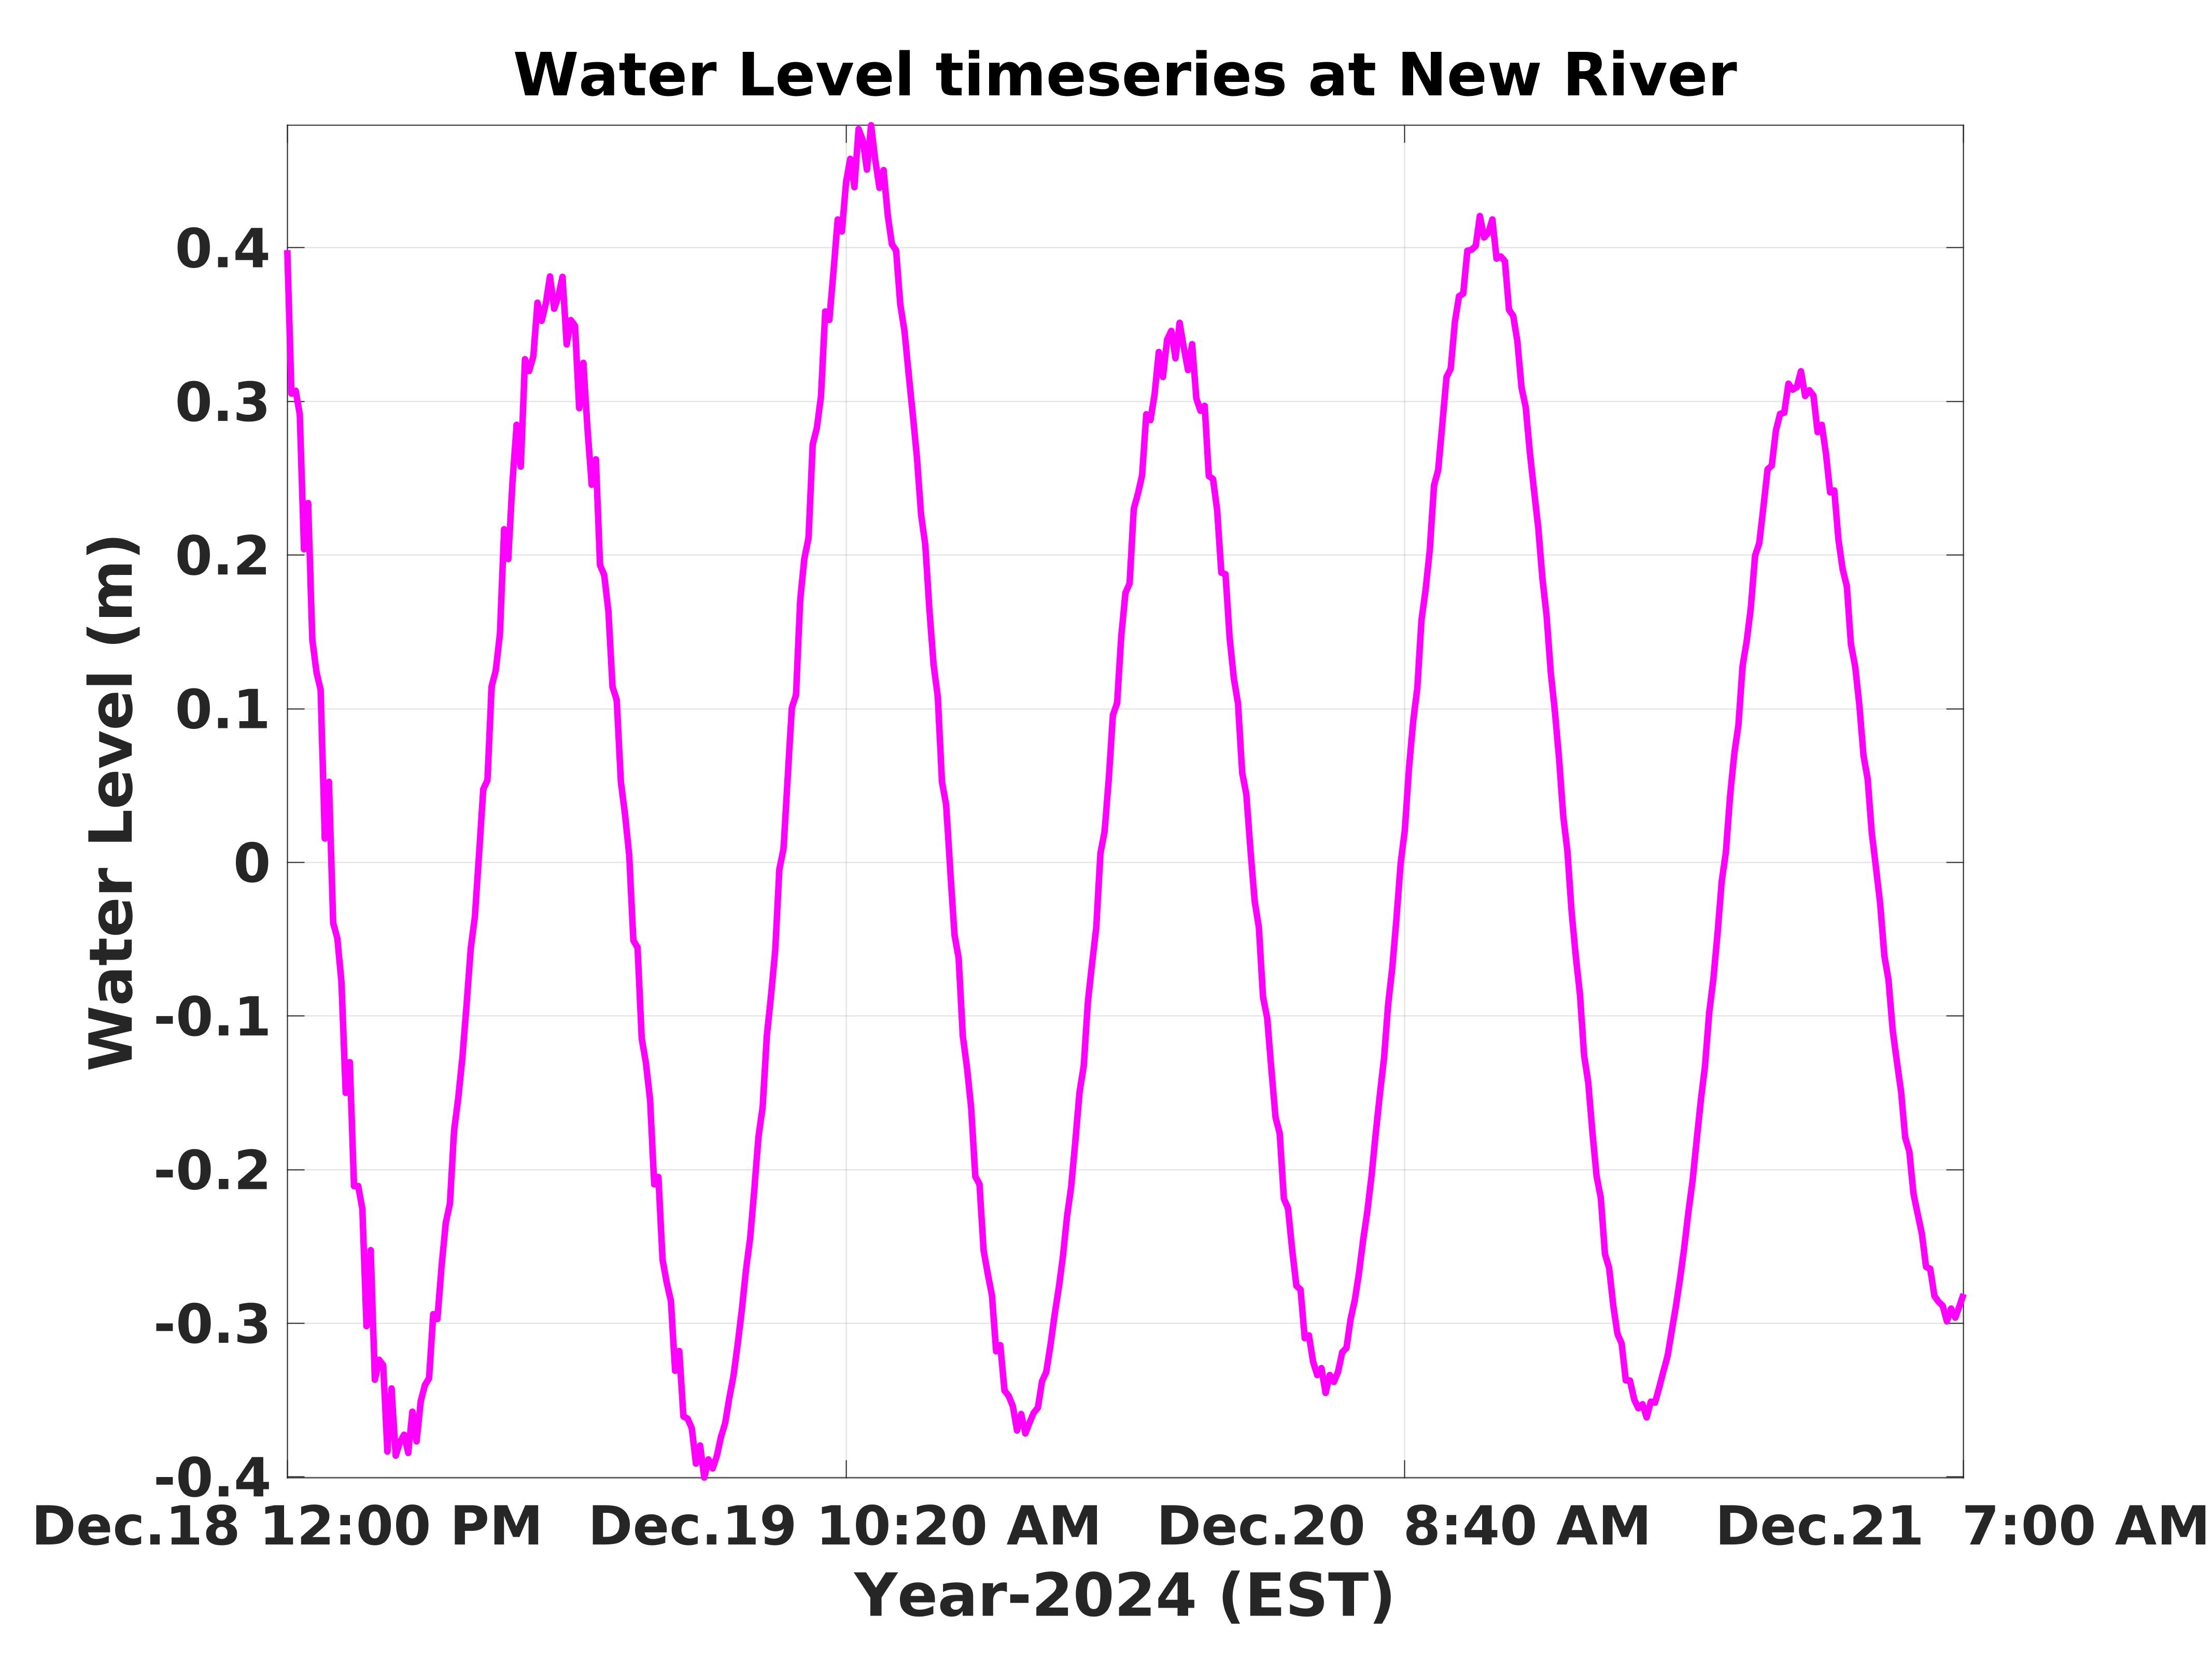 Water Level timeseries at New River
Water Level (m)
0.4
0.3
0.2
0.1
0
-0.1
-0.2
-0.3
-0.4
Dec.18 12:00 PM Dec.19 10:20 AM Dec.20 8:40 AM Dec.21 7:00 AM
Year-2024 (EST)